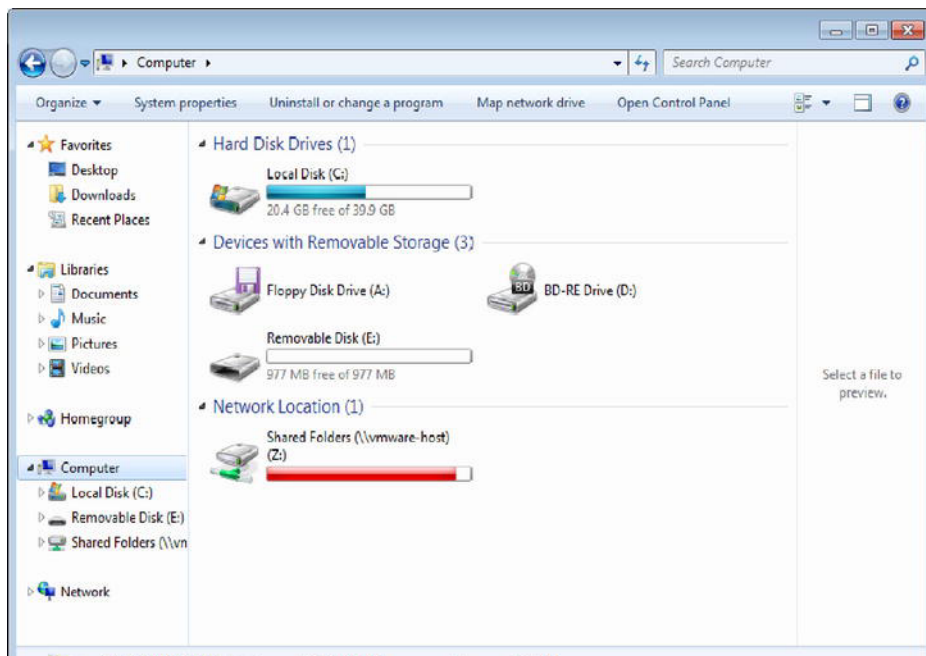 Computer
Search Computer
Organize
System properties
Uninstall or change a program
Map network drive
Open Control Panel
Favorites
Desktop
Downloads
Recent Places
Libraries
Documents
Music
Pictures
Videos
Homegroup
Computer
Local Disk (C:)
Removable Disk (E:)
Shared Folders (\\vm
Network
Hard Disk Drives (1)
Local Disk (C:)
20.4 GB free of 39.9 GB
Devices with Removable Storage (3)
Floppy Disk Drive (A:)
BD
BD-RE Drive (D:)
Removable Disk (E:)
977 MB free of 977 MB
Network Location (1)
Shared Folders (\\vmware-host)
(Z:)
Select a file to
preview.